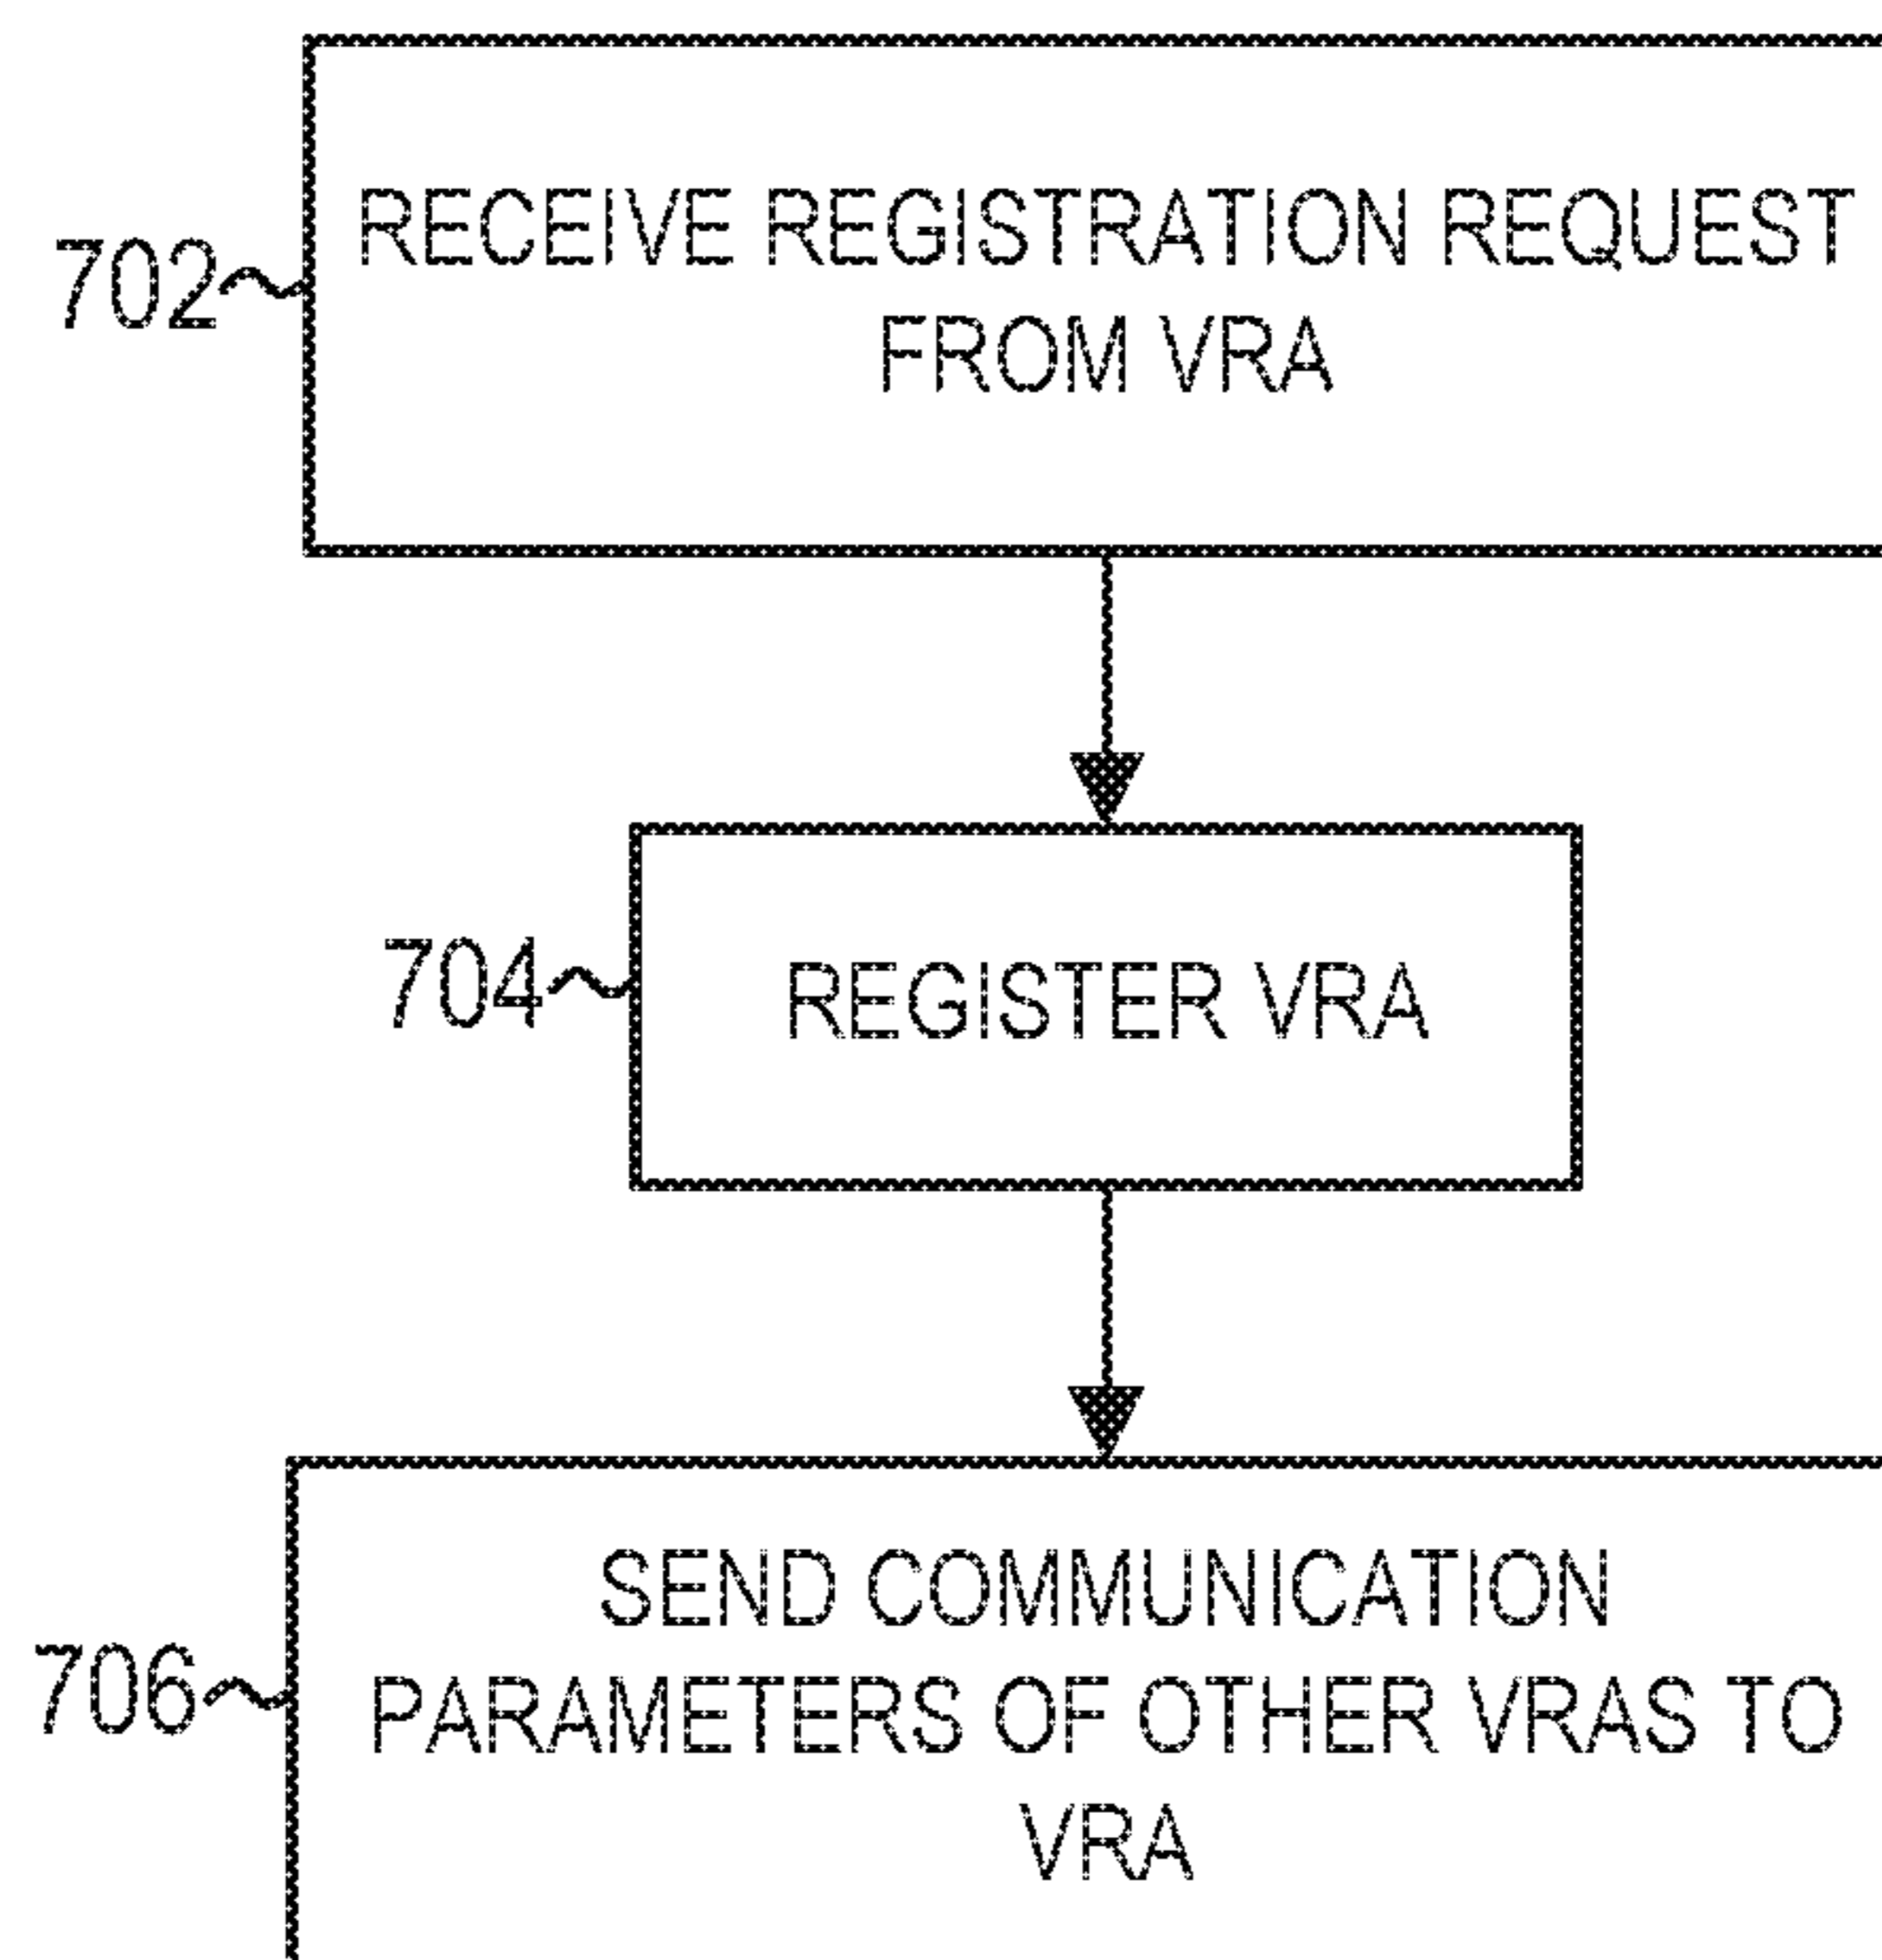 RECEIVE REGISTRATION REQUEST
702
FROM VRA
704
REGISTER VRA
SEND COMMUNICATION
706
PARAMETERS OF OTHER VRAS TO
VRA